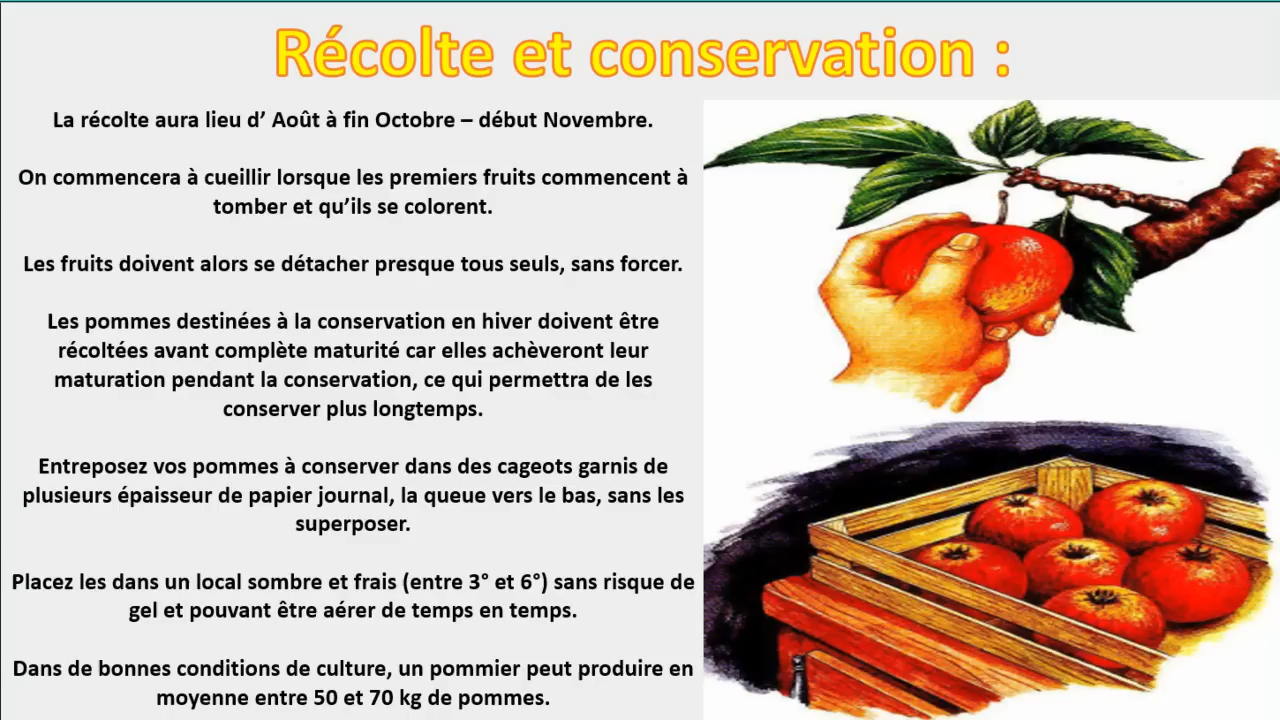 Récolte et conservation :
La récolte aura lieu d’ Août à fin Octobre – début Novembre.
On commencera à cueillir lorsque les premiers fruits commencent à
tomber et qu’ils se colorent.
Les fruits doivent alors se détacher presque tous seuls, sans forcer.
Les pommes destinées à la conservation en hiver doivent être
récoltées avant complète maturité car elles achèveront leur
maturation pendant la conservation, ce qui permettra de les
conserver plus longtemps.
Entreposez vos pommes à conserver dans des cageots garnis de
plusieurs épaisseur de papier journal, la queue vers le bas, sans les
superposer.
Placez les dans un local sombre et frais (entre 3° et 6°) sans risque de
gel et pouvant être aérer de temps en temps.
Dans de bonnes conditions de culture, un pommier peut produire en
moyenne entre 50 et 70 kg de pommes.